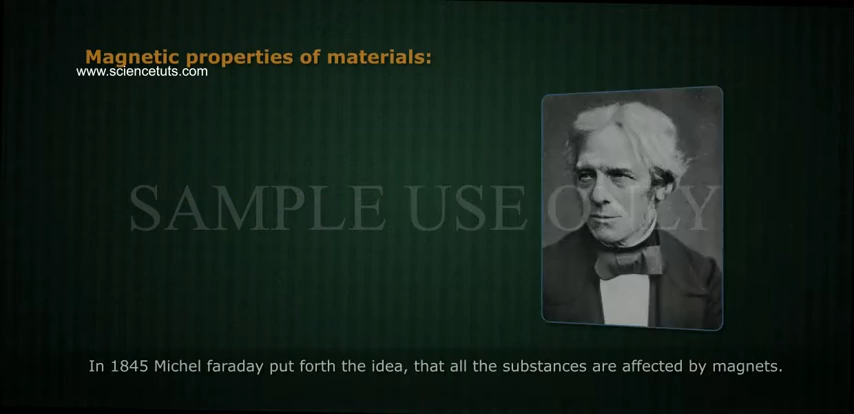 Magnetic properties of materials:
www.sciencetuts.com
SAMPLE USE ONLY
In 1845 Michel faraday put forth the idea, that all the substances are affected by magnets.